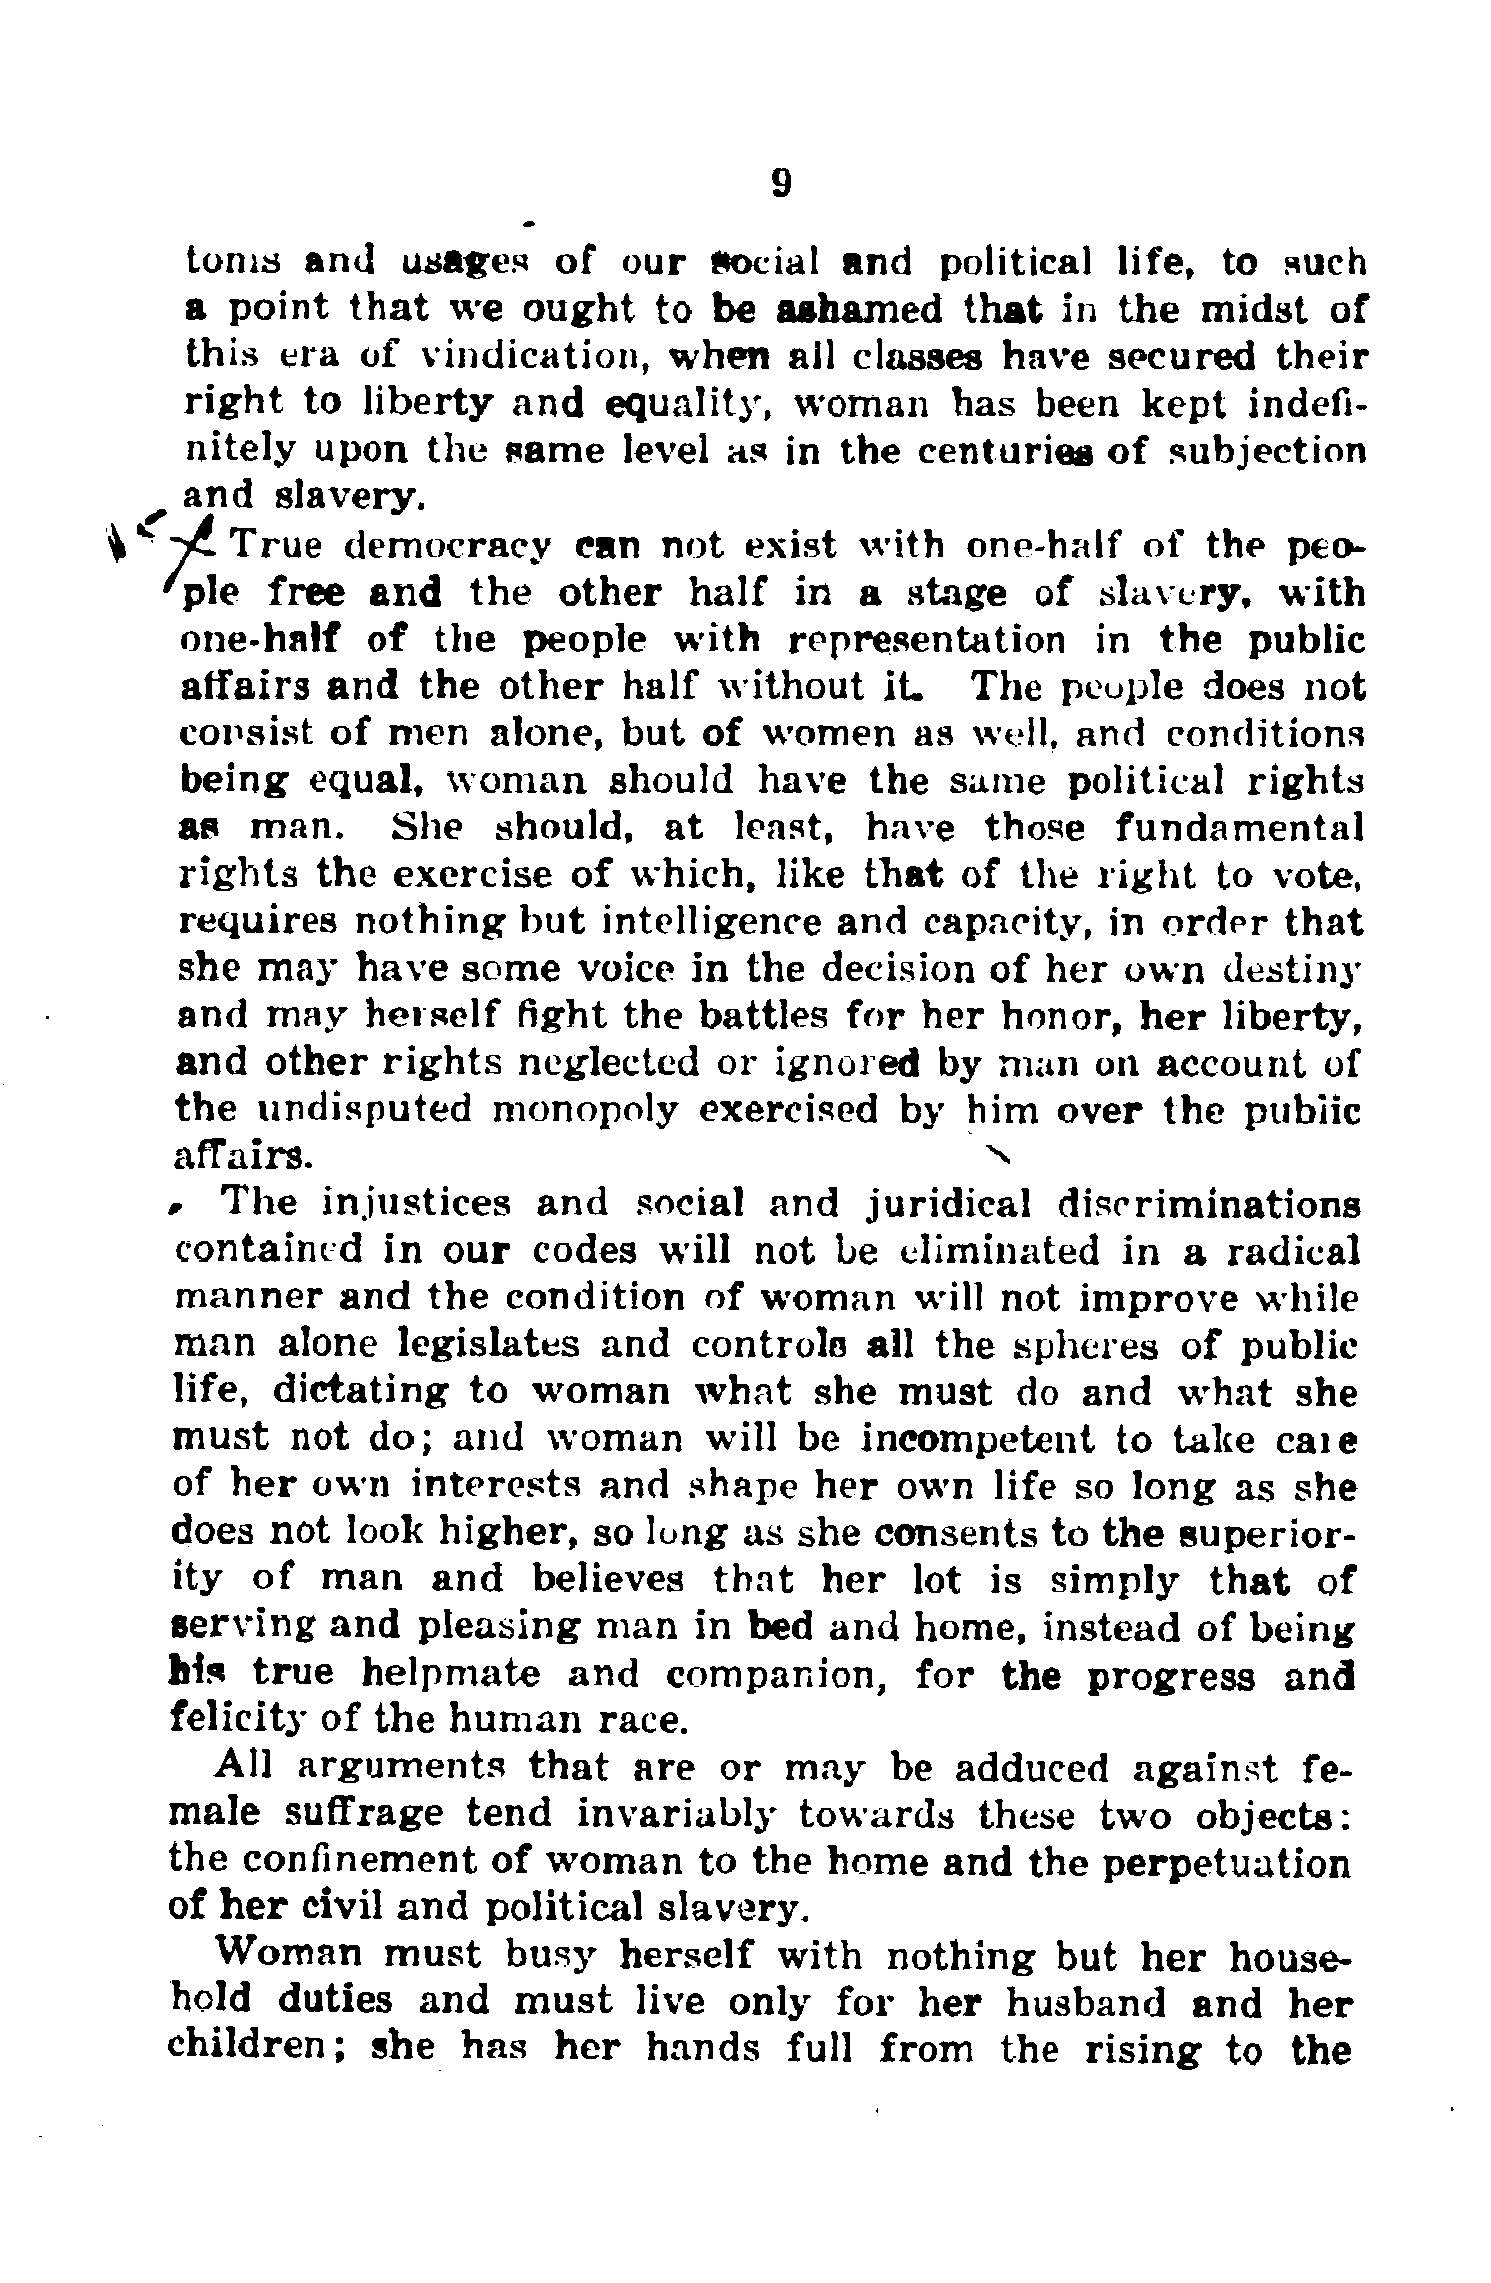 9
toms and usages of our social and political life, to such
a point that we ought to be ashamed that in the midst of
this era of vindication, when all classes have secured their
right to liberty and equality, woman has been kept indefi-
nitely upon the same level as in the centuries of subjection
and slavery.
True democracy can not exist with one-half of the peo-
ple free and the other half in a stage of slavery, with
one-half of the people with representation in the public
affairs and the other half without it. The people does not
consist of men alone, but of women as well, and conditions
being equal, woman should have the same political rights
as man. She should, at least, have those fundamental
rights the exercise of which, like that of the right to vote,
requires nothing but intelligence and capacity, in order that
she may have some voice in the decision of her own destiny
and may herself fight the battles for her honor, her liberty,
and other rights neglected or ignored by man on account of
the undisputed monopoly exercised by him over the public
affairs.
The injustices and social and juridical discriminations
contained in our codes will not be eliminated in a radical
manner and the condition of woman will not improve while
man alone legislates and controls all the spheres of public
life, dictating to woman what she must do and what she
must not do; and woman will be incompetent to take care
of her own interests and shape her own life so long as she
does not look higher, so long as she consents to the superior-
ity of man and believes that her lot is simply that of
serving and pleasing man in bed and home, instead of being
his true helpmate and companion, for the progress and
felicity of the human race.
All arguments that are or may be adduced against fe-
male suffrage tend invariably towards these two objects:
the confinement of woman to the home and the perpetuation
of her civil and political slavery.
Woman must busy herself with nothing but her house-
hold duties and must live only for her husband and her
children; she has her hands full from the rising to the